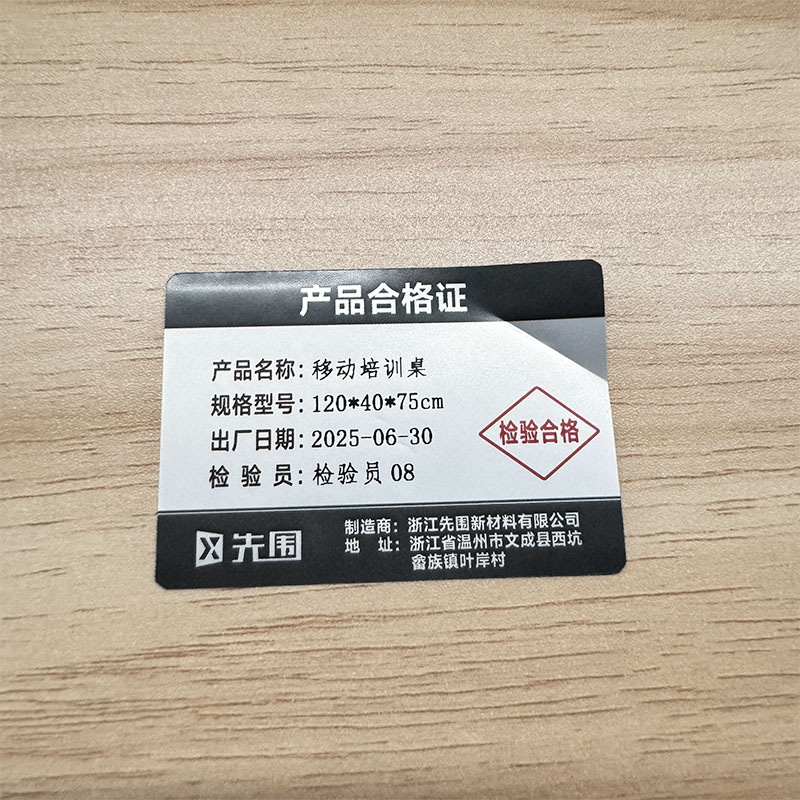 产品合格证
产品名称：移动培训桌
规格型号：120*40*75cm
出厂日期：2025-06-30
检 验 员：检验员08
检验合格
先围
制造商：浙江先围新材料有限公司
地 址：浙江省温州市文成县西坑
畲族镇叶岸村